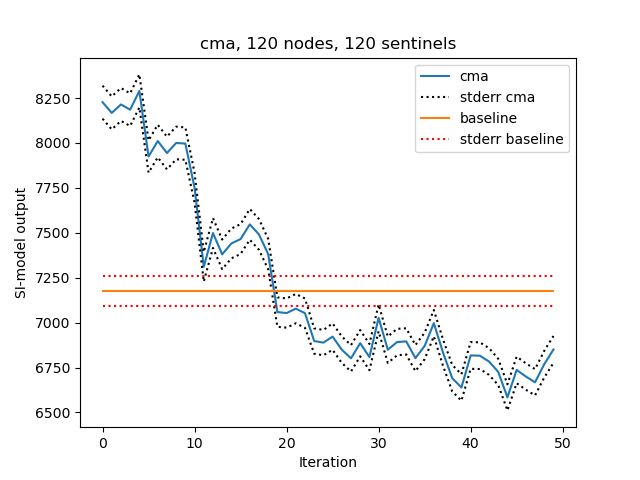 cma, 120 nodes, 120 sentinels
cma
stderr cma
baseline
stderr baseline
SI-model output
8250
8000
7750
7500
7250
7000
6750
6500
0 10 20 30 40 50
Iteration